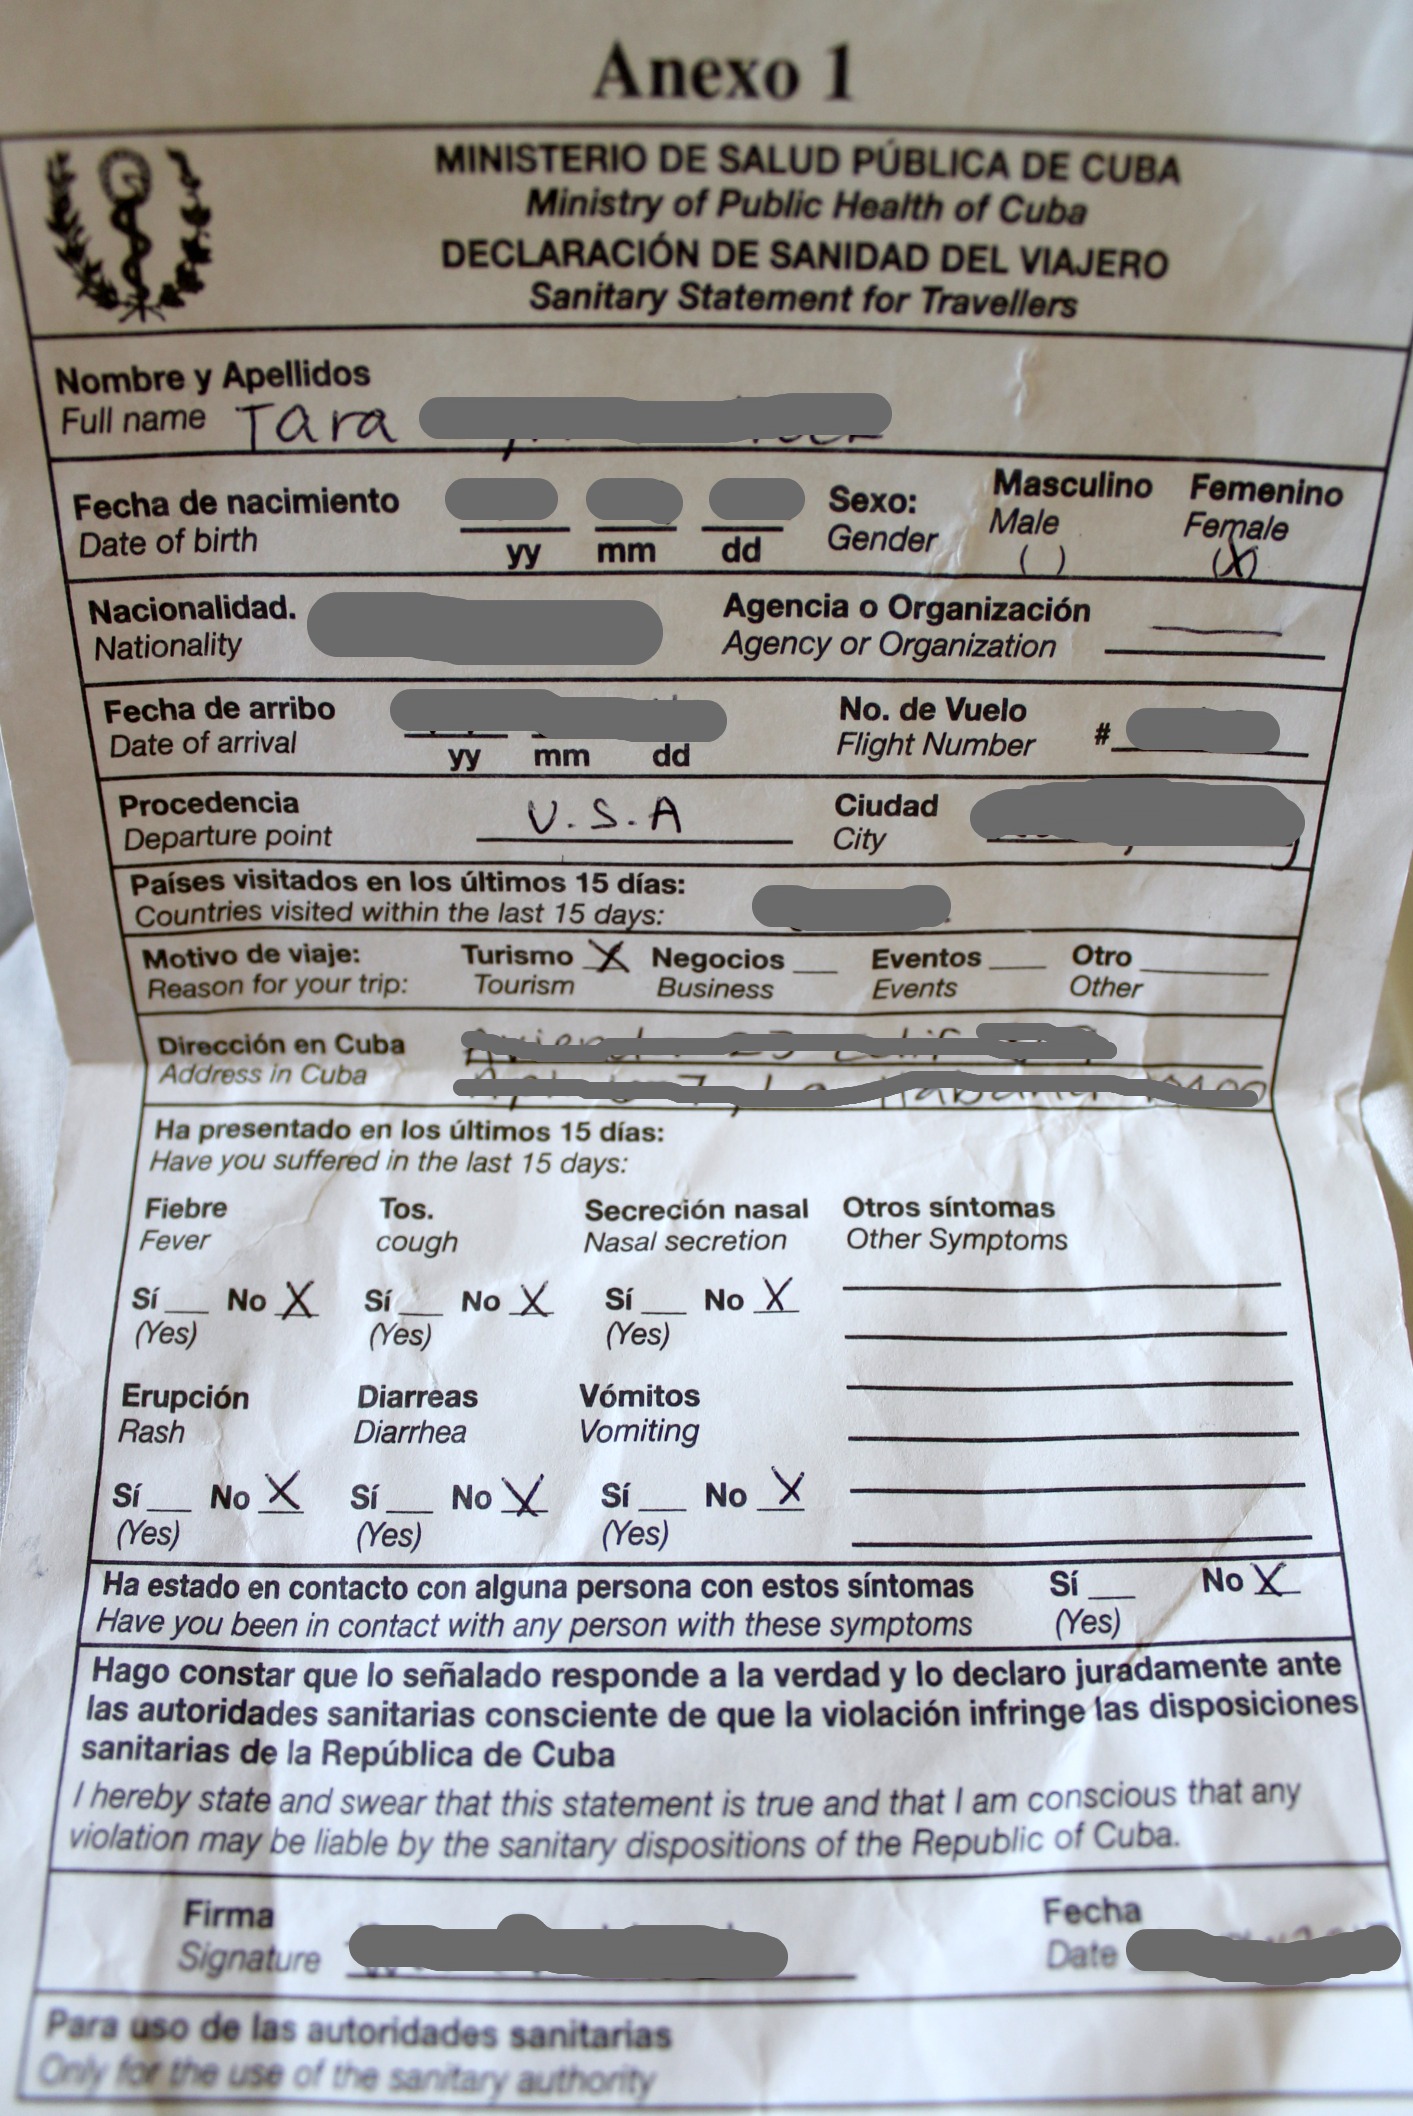 Anexo 1
MINISTERIO DE SALUD PÚBLICA DE CUBA
Ministry of Public Health of Cuba
DECLARACIÓN DE SANIDAD DEL VIAJERO
Sanitary Statement for Travellers
Nombre y Apellidos
Full name Tara
Fecha de nacimiento Sexo: Masculino Femenino
Date of birth yy mm dd Gender Male ( ) Female (X)
Nacionalidad. Agencia o Organización
Nationality Agency or Organization
Fecha de arribo No. de Vuelo
Date of arrival yy mm dd Flight Number #
Procedencia U.S.A Ciudad
Departure point City
Países visitados en los últimos 15 días:
Countries visited within the last 15 days:
Motivo de viaje: Turismo X Negocios Eventos Otro
Reason for your trip: Tourism Business Events Other
Dirección en Cuba
Address in Cuba
Ha presentado en los últimos 15 días:
Have you suffered in the last 15 days:
Fiebre Tos. Secreción nasal Otros síntomas
Fever cough Nasal secretion Other Symptoms
Sí No X Sí No X Sí No X
(Yes) (Yes) (Yes)
Erupción Diarreas Vómitos
Rash Diarrhea Vomiting
Sí No X Sí No X Sí No X
(Yes) (Yes) (Yes)
Ha estado en contacto con alguna persona con estos síntomas Sí No X
Have you been in contact with any person with these symptoms (Yes)
Hago constar que lo señalado responde a la verdad y lo declaro juradamente ante
las autoridades sanitarias consciente de que la violación infringe las disposiciones
sanitarias de la República de Cuba
I hereby state and swear that this statement is true and that I am conscious that any
violation may be liable by the sanitary dispositions of the Republic of Cuba.
Firma Fecha
Signature Date
Para uso de las autoridades sanitarias
Only for the use of the sanitary authority